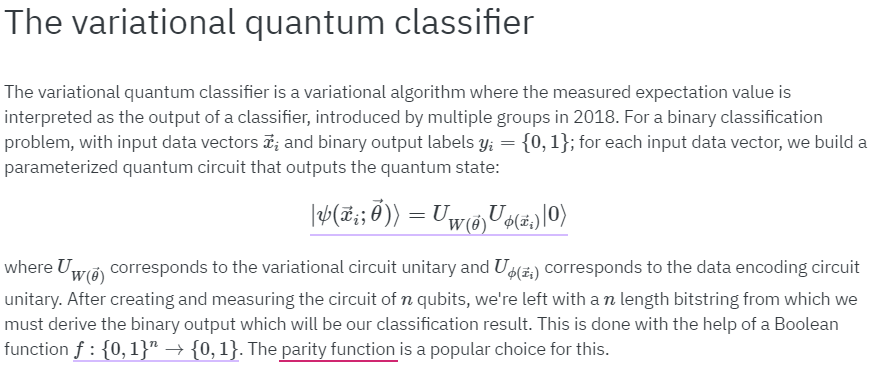 The variational quantum classifier
The variational quantum classifier is a variational algorithm where the measured expectation value is
interpreted as the output of a classifier, introduced by multiple groups in 2018. For a binary classification
problem, with input data vectors $\vec{x}_i$ and binary output labels $y_i = \{0, 1\}$; for each input data vector, we build a
parameterized quantum circuit that outputs the quantum state:
$|\psi(\vec{x}_i; \vec{\theta})\rangle = U_{W(\vec{\theta})} U_{\phi(\vec{x}_i)} |0\rangle$
where $U_{W(\vec{\theta})}$ corresponds to the variational circuit unitary and $U_{\phi(\vec{x}_i)}$ corresponds to the data encoding circuit
unitary. After creating and measuring the circuit of $n$ qubits, we're left with a $n$ length bitstring from which we
must derive the binary output which will be our classification result. This is done with the help of a Boolean
function $f : \{0, 1\}^n \rightarrow \{0, 1\}$. The parity function is a popular choice for this.